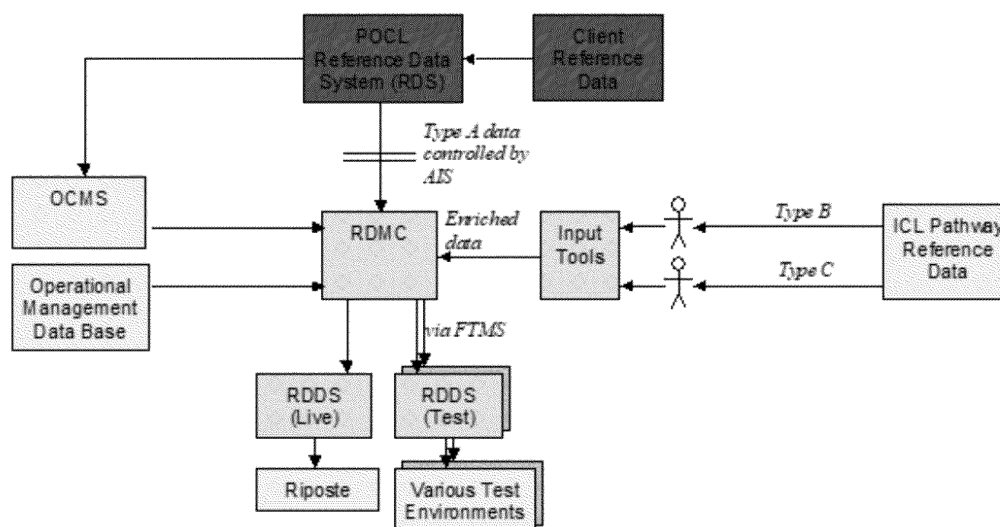 POCL
Reference Data
System (RDS)
Client
Reference
Data
Type A data
controlled by
AIS
OCMS
RDMC
Enriched
data
Input
Tools
Type B
Type C
ICL Pathway
Reference
Data
Operational
Management
Data Base
via FTMS
RDDS
(Live)
RDDS
(Test)
Riposte
Various Test
Environments